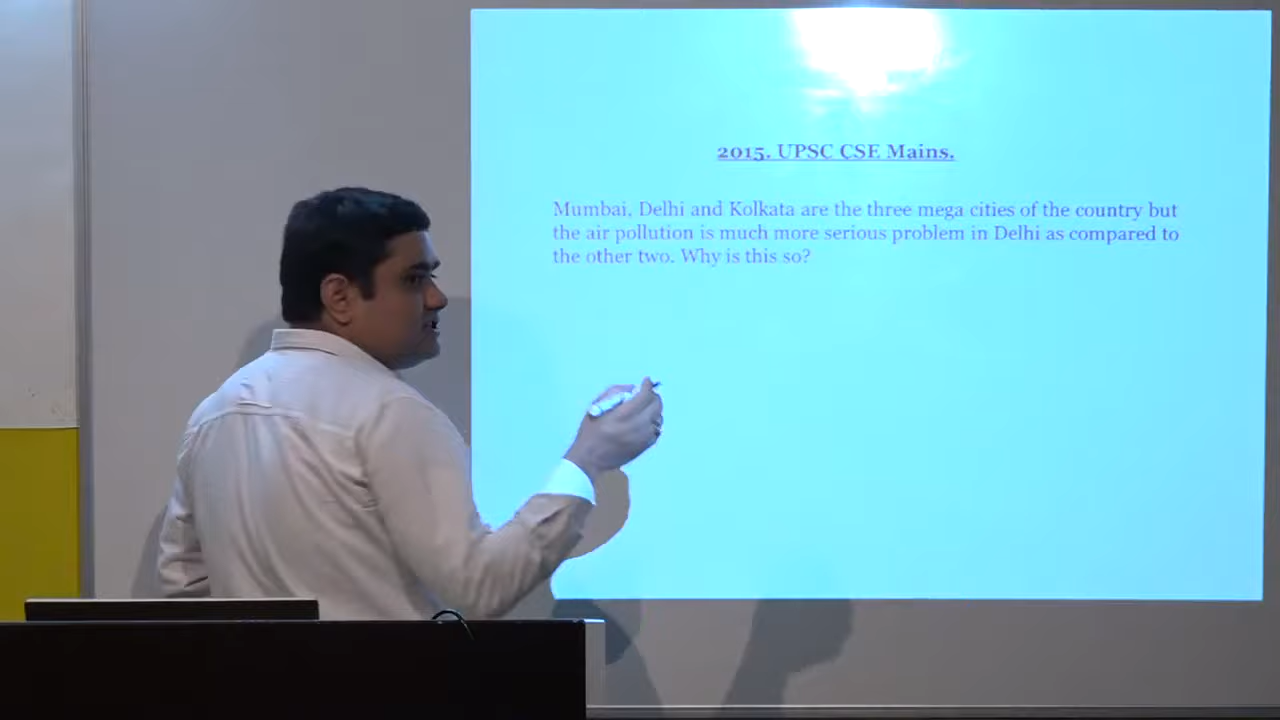 2015. UPSC CSE Mains.
Mumbai, Delhi and Kolkata are the three mega cities of the country but
the air pollution is much more serious problem in Delhi as compared to
the other two. Why is this so?